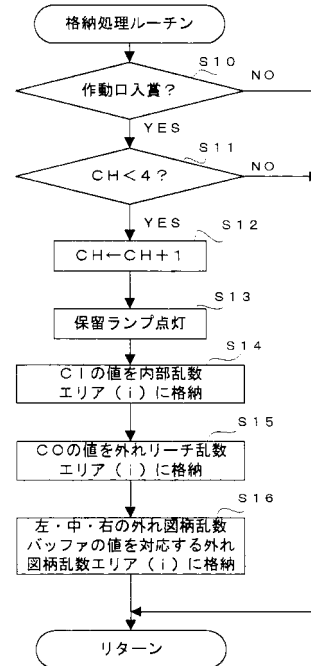 格納処理ルーチン
S10
作動口入賞？
NO
YES
S11
CH＜4？
NO
YES
S12
CH←CH＋1
S13
保留ランプ点灯
S14
CIの値を内部乱数
エリア（i）に格納
S15
COの値を外れリーチ乱数
エリア（i）に格納
S16
左・中・右の外れ図柄乱数
バッファの値を対応する外れ
図柄乱数エリア（i）に格納
リターン